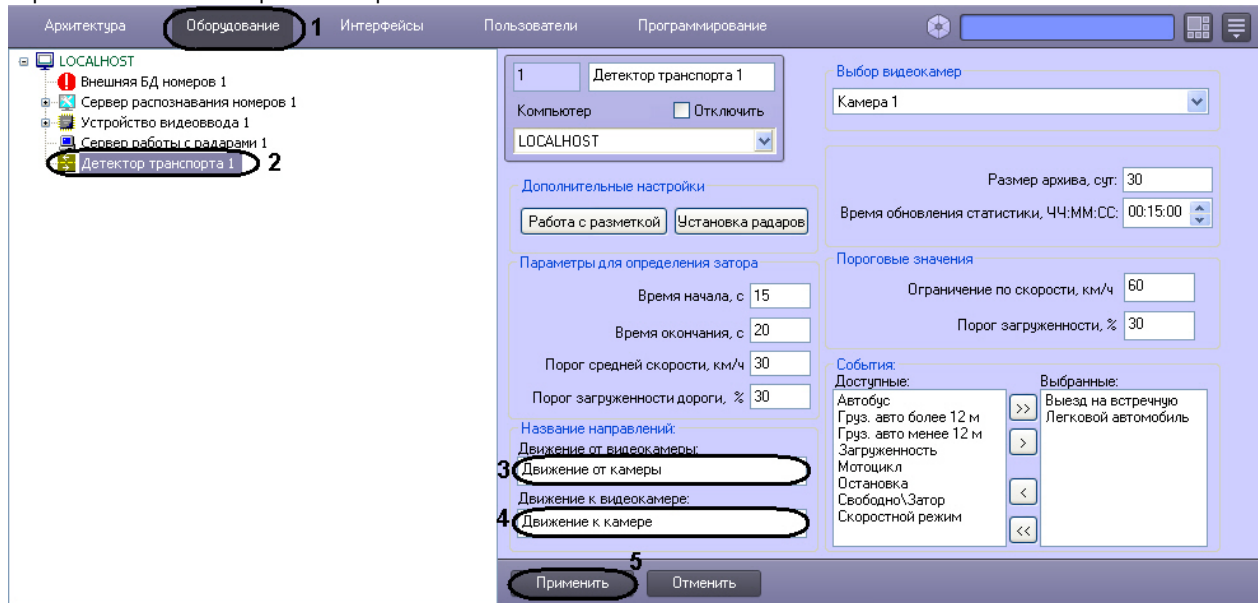 Архитектура Оборудование 1 Интерфейсы Пользователи Программирование
LOCALHOST
Внешняя БД номеров 1
Сервер распознавания номеров 1
Устройство видеоввода 1
Сервер работы с радарами 1
Детектор транспорта 1 2
1 Детектор транспорта 1
Компьютер Отключить
LOCALHOST
Дополнительные настройки
Работа с разметкой Установка радаров
Параметры для определения затора
Время начала, с 15
Время окончания, с 20
Порог средней скорости, км/ч 30
Порог загруженности дороги, % 30
Название направлений:
Движение от видеокамеры:
3 Движение от камеры
Движение к видеокамере:
4 Движение к камере
Выбор видеокамер
Камера 1
Размер архива, сут: 30
Время обновления статистики, ЧЧ:ММ:СС: 00:15:00
Пороговые значения
Ограничение по скорости, км/ч 60
Порог загруженности, % 30
События:
Доступные: Выбранные:
Автобус
Груз. авто более 12 м
Груз. авто менее 12 м
Загруженность
Мотоцикл
Остановка
Свободно\Затор
Скоростной режим
>>
>
<
<<
Выезд на встречную
Легковой автомобиль
5
Применить Отменить